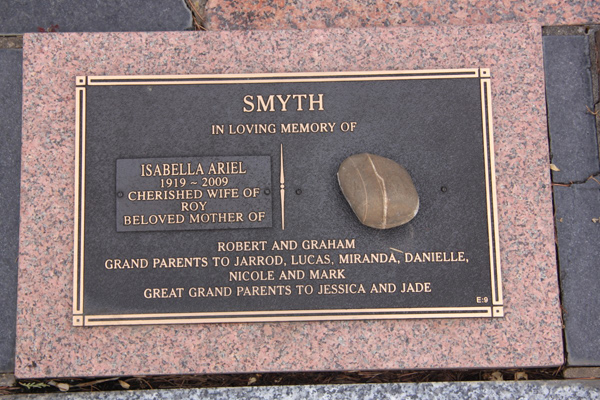 SMYTH
IN LOVING MEMORY OF
ISABELLA ARIEL
1919 ~ 2009
CHERISHED WIFE OF
ROY
BELOVED MOTHER OF
ROBERT AND GRAHAM
GRAND PARENTS TO JARROD, LUCAS, MIRANDA, DANIELLE,
NICOLE AND MARK
GREAT GRAND PARENTS TO JESSICA AND JADE
E:9